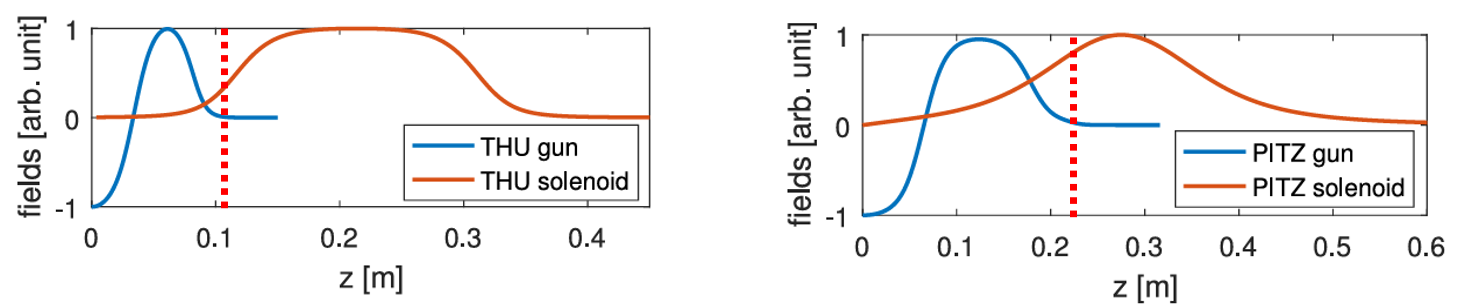 fields [arb. unit]
1
0
-1
THU gun
THU solenoid
0 0.1 0.2 0.3 0.4
z [m]
fields [arb. unit]
1
0
-1
PITZ gun
PITZ solenoid
0 0.1 0.2 0.3 0.4 0.5 0.6
z [m]